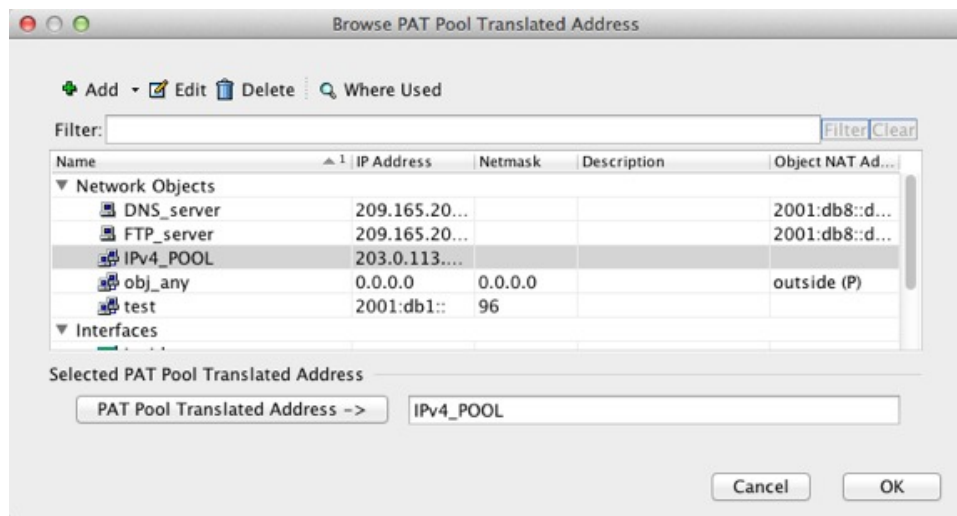 Browse PAT Pool Translated Address
Add Edit Delete Where Used
Filter: Filter Clear
Name 1 IP Address Netmask Description Object NAT Ad...
Network Objects
DNS_server 209.165.20... 2001:db8::d...
FTP_server 209.165.20... 2001:db8::d...
IPv4_POOL 203.0.113....
obj_any 0.0.0.0 0.0.0.0 outside (P)
test 2001:db1:: 96
Interfaces
Selected PAT Pool Translated Address
PAT Pool Translated Address -> IPv4_POOL
Cancel OK